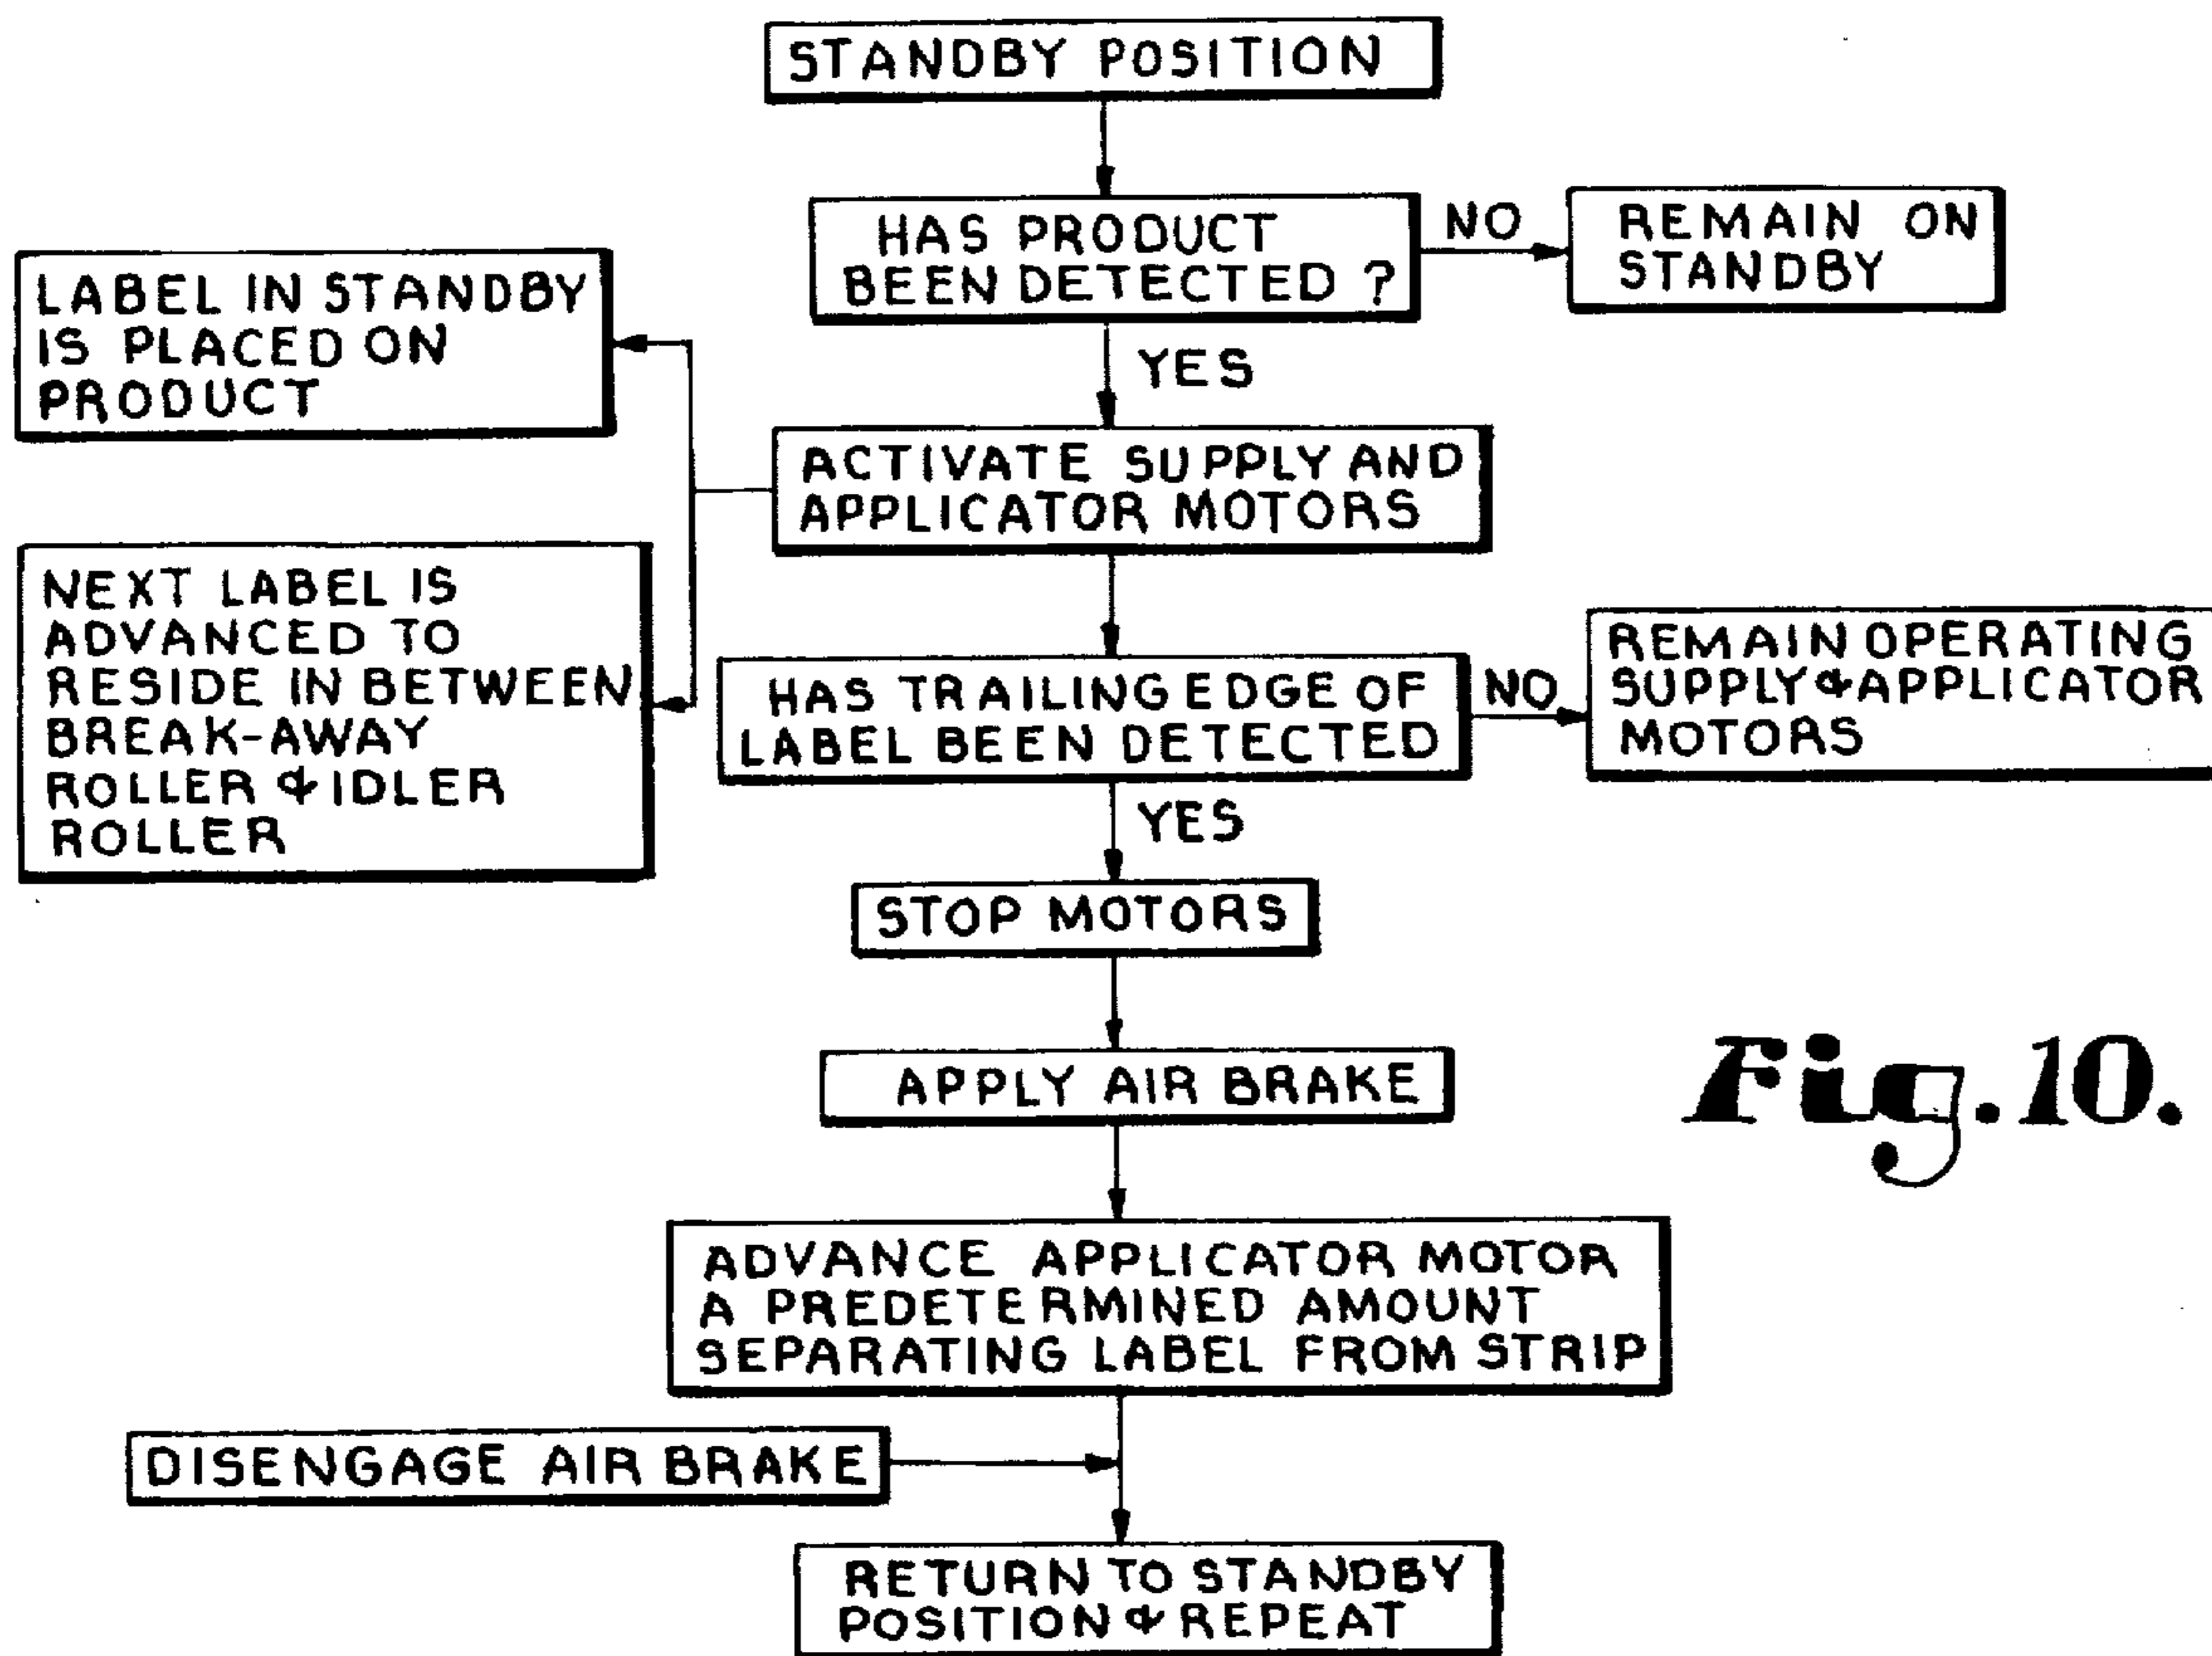 STANDBY POSITION
HAS PRODUCT
BEEN DETECTED ?
NO
REMAIN ON
STANDBY
YES
LABEL IN STANDBY
IS PLACED ON
PRODUCT
ACTIVATE SUPPLY AND
APPLICATOR MOTORS
NEXT LABEL IS
ADVANCED TO
RESIDE IN BETWEEN
BREAK-AWAY
ROLLER & IDLER
ROLLER
HAS TRAILING EDGE OF
LABEL BEEN DETECTED
NO
REMAIN OPERATING
SUPPLY & APPLICATOR
MOTORS
YES
STOP MOTORS
APPLY AIR BRAKE
Fig. 10.
ADVANCE APPLICATOR MOTOR
A PREDETERMINED AMOUNT
SEPARATING LABEL FROM STRIP
DISENGAGE AIR BRAKE
RETURN TO STANDBY
POSITION & REPEAT